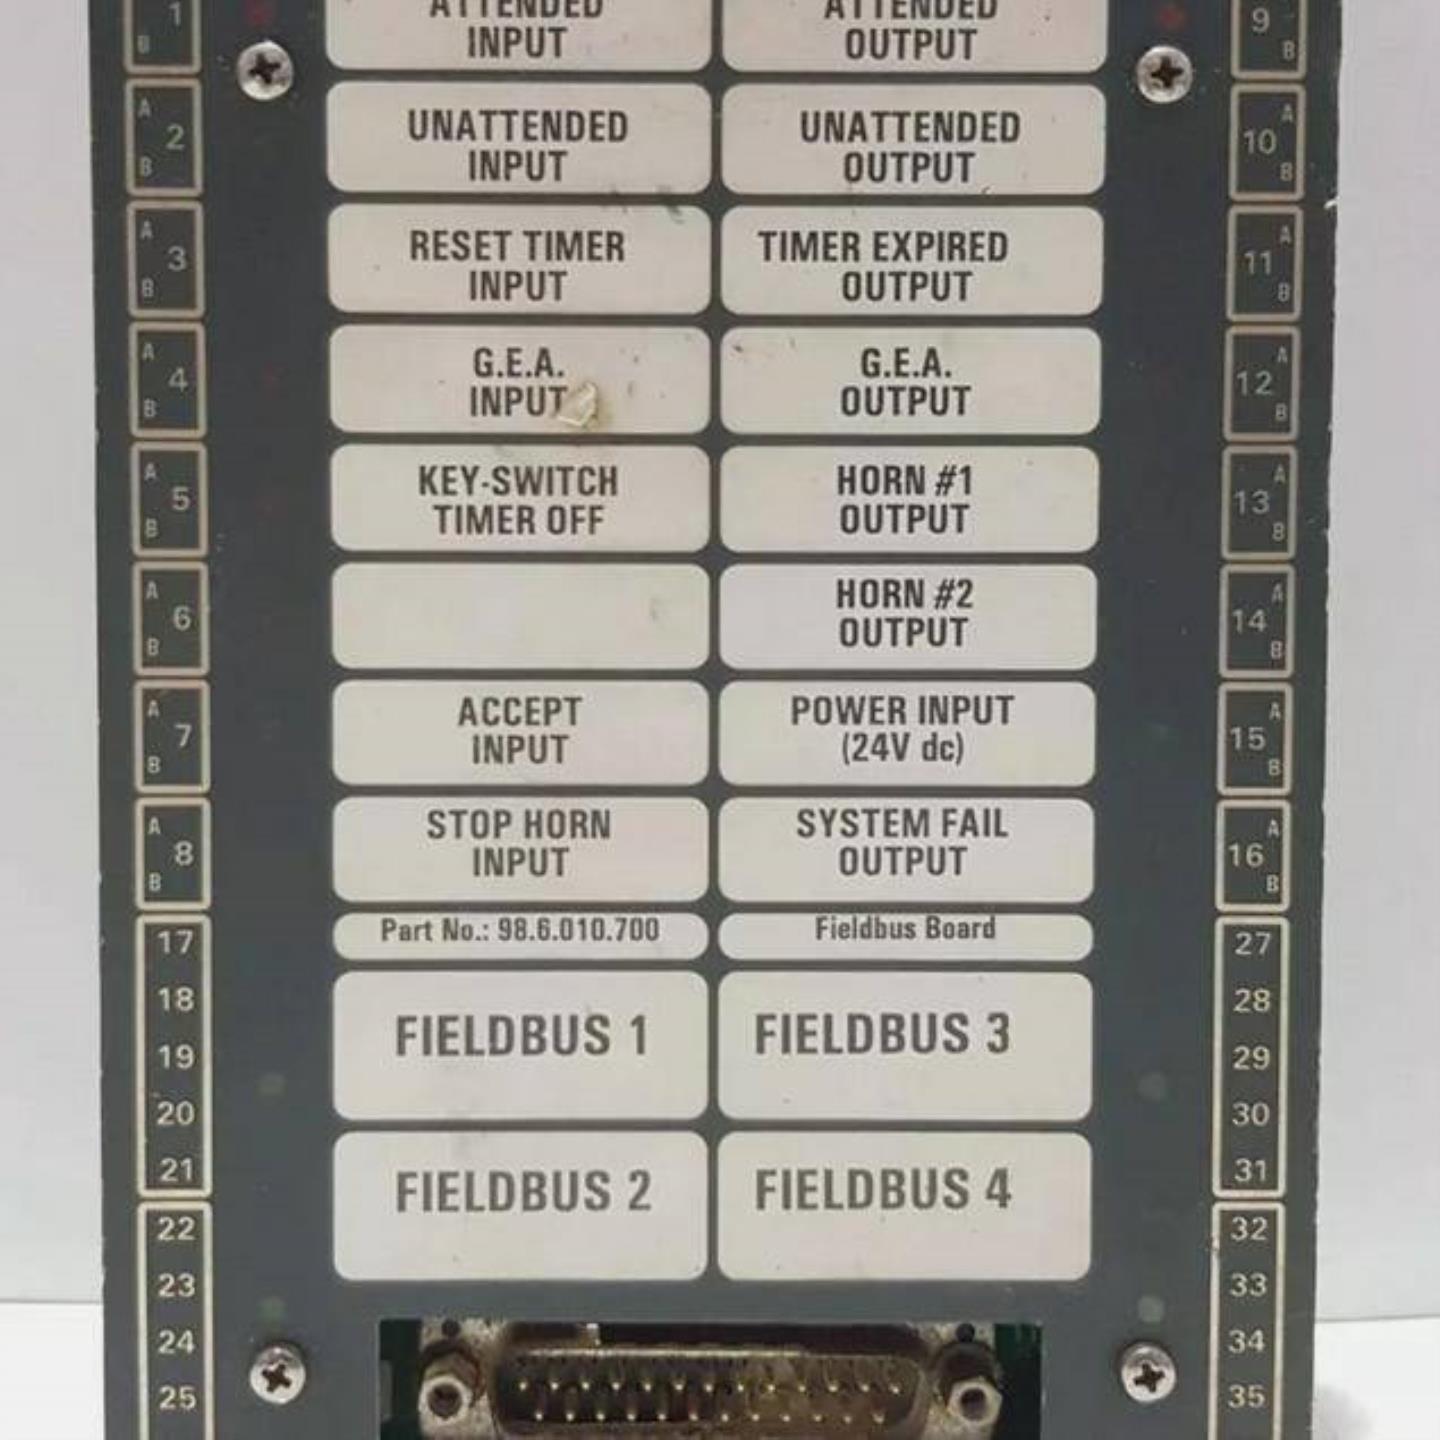 1 B ATTENDED ATTENDED 9 B
INPUT OUTPUT
A 2 B UNATTENDED UNATTENDED A 10 B
INPUT OUTPUT
A 3 B RESET TIMER TIMER EXPIRED A 11 B
INPUT OUTPUT
A 4 B G.E.A. G.E.A. A 12 B
INPUT OUTPUT
A 5 B KEY-SWITCH HORN #1 A 13 B
TIMER OFF OUTPUT
A 6 B HORN #2 A 14 B
OUTPUT
A 7 B ACCEPT POWER INPUT A 15 B
INPUT (24V dc)
A 8 B STOP HORN SYSTEM FAIL A 16 B
INPUT OUTPUT
17 Part No.: 98.6.010.700 Fieldbus Board 27
18 28
19 FIELDBUS 1 FIELDBUS 3 29
20 30
21 FIELDBUS 2 FIELDBUS 4 31
22 32
23 33
24 34
25 35